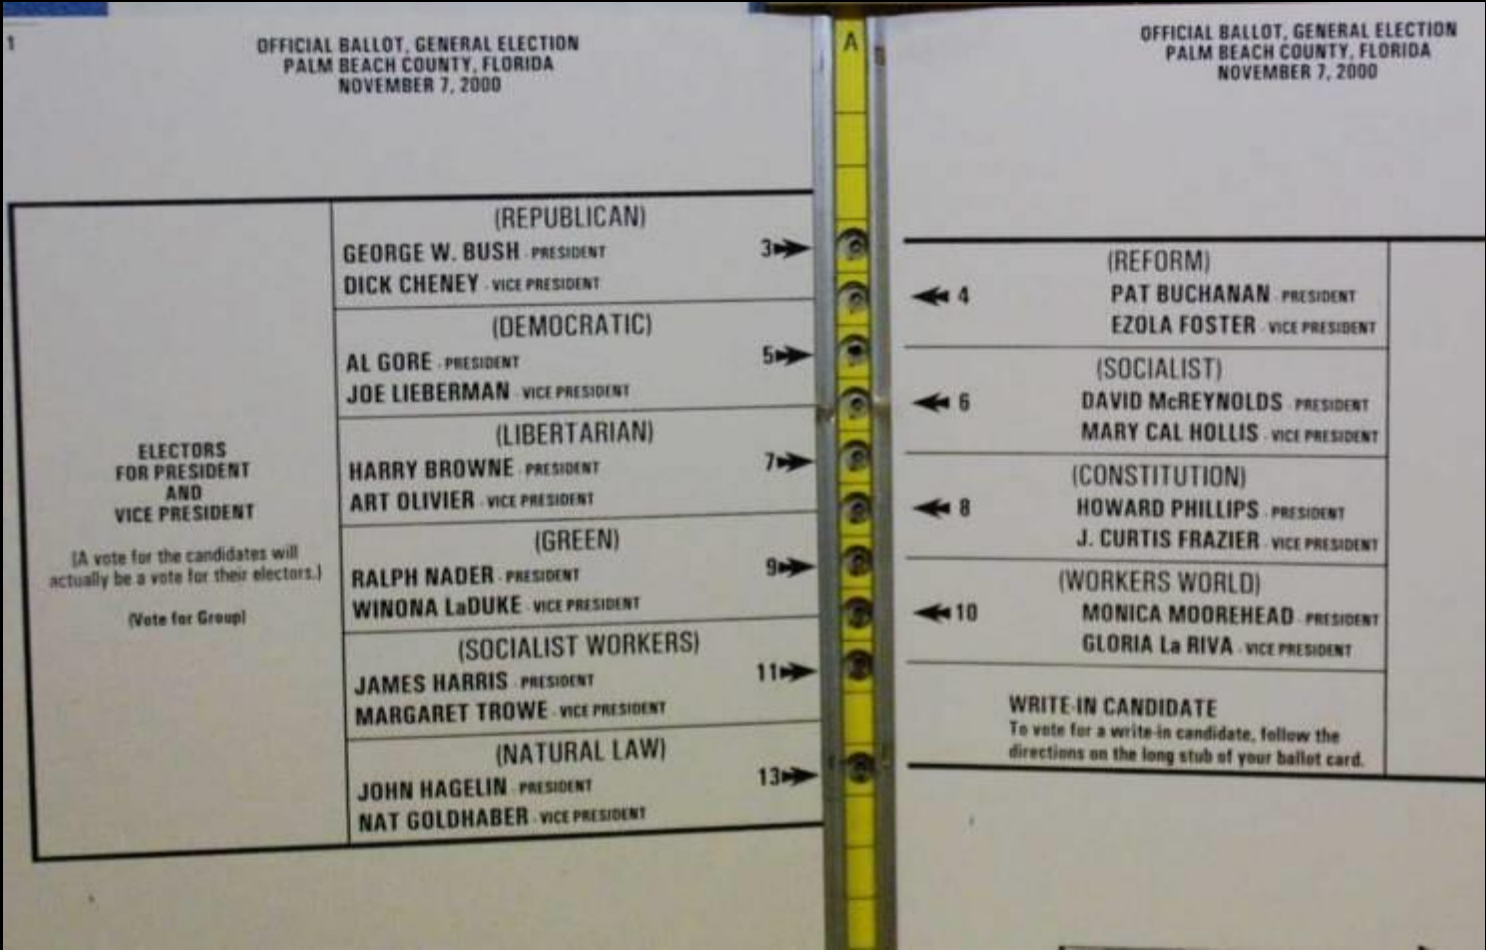 1
OFFICIAL BALLOT, GENERAL ELECTION
PALM BEACH COUNTY, FLORIDA
NOVEMBER 7, 2000
ELECTORS
FOR PRESIDENT
AND
VICE PRESIDENT
(A vote for the candidates will
actually be a vote for their electors.)
(Vote for Group)
(REPUBLICAN)
GEORGE W. BUSH - PRESIDENT
DICK CHENEY - VICE PRESIDENT
3
(DEMOCRATIC)
AL GORE - PRESIDENT
JOE LIEBERMAN - VICE PRESIDENT
5
(LIBERTARIAN)
HARRY BROWNE - PRESIDENT
ART OLIVIER - VICE PRESIDENT
7
(GREEN)
RALPH NADER - PRESIDENT
WINONA LaDUKE - VICE PRESIDENT
9
(SOCIALIST WORKERS)
JAMES HARRIS - PRESIDENT
MARGARET TROWE - VICE PRESIDENT
11
(NATURAL LAW)
JOHN HAGELIN - PRESIDENT
NAT GOLDHABER - VICE PRESIDENT
13
A
OFFICIAL BALLOT, GENERAL ELECTION
PALM BEACH COUNTY, FLORIDA
NOVEMBER 7, 2000
(REFORM)
4 PAT BUCHANAN - PRESIDENT
EZOLA FOSTER - VICE PRESIDENT
(SOCIALIST)
6 DAVID McREYNOLDS - PRESIDENT
MARY CAL HOLLIS - VICE PRESIDENT
(CONSTITUTION)
8 HOWARD PHILLIPS - PRESIDENT
J. CURTIS FRAZIER - VICE PRESIDENT
(WORKERS WORLD)
10 MONICA MOOREHEAD - PRESIDENT
GLORIA La RIVA - VICE PRESIDENT
WRITE-IN CANDIDATE
To vote for a write-in candidate, follow the
directions on the long stub of your ballot card.